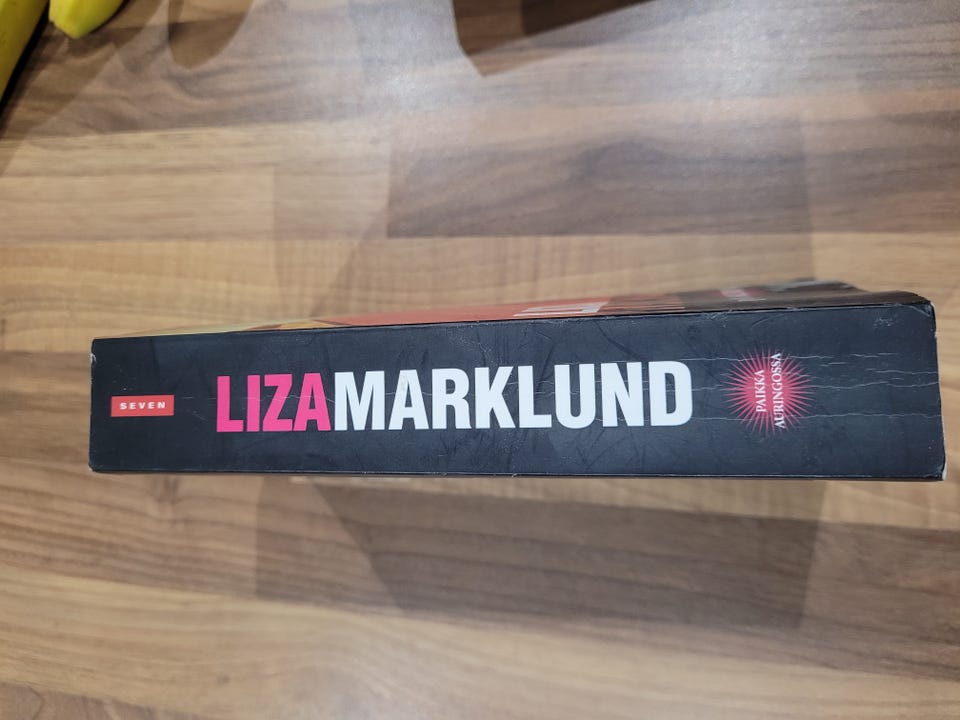 SEVEN
LIZAMARKLUND
PAIKKA
AURINGOSSA